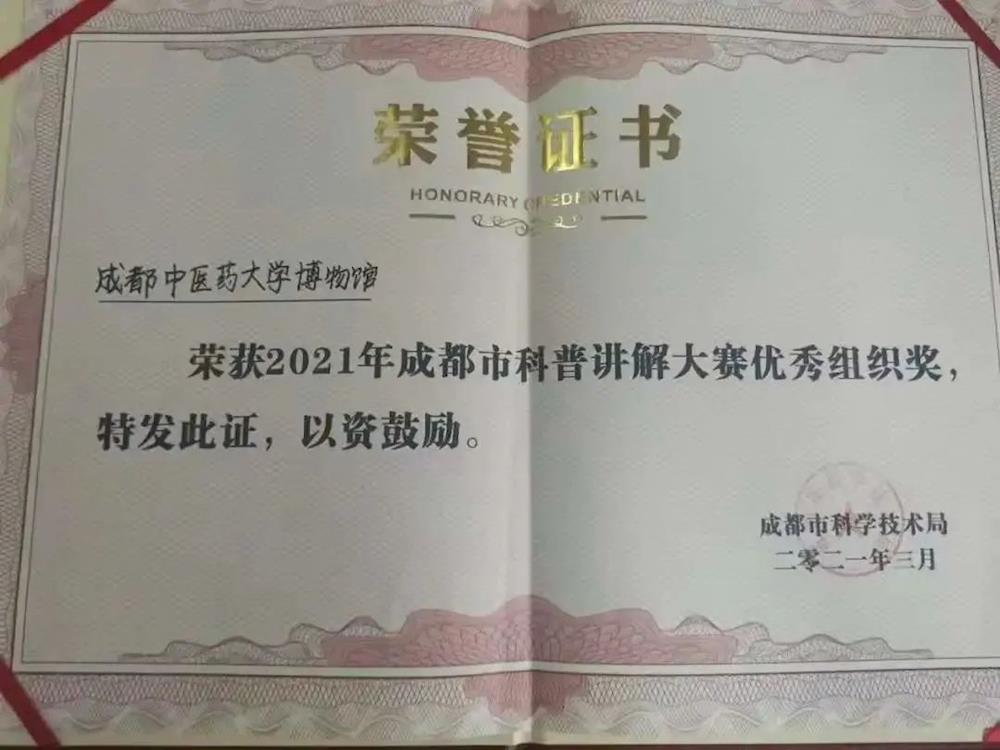 荣誉证书
HONORARY CREDENTIAL
成都中医药大学博物馆
荣获2021年成都市科普讲解大赛优秀组织奖，
特发此证，以资鼓励。
成都市科学技术局
二零二一年三月